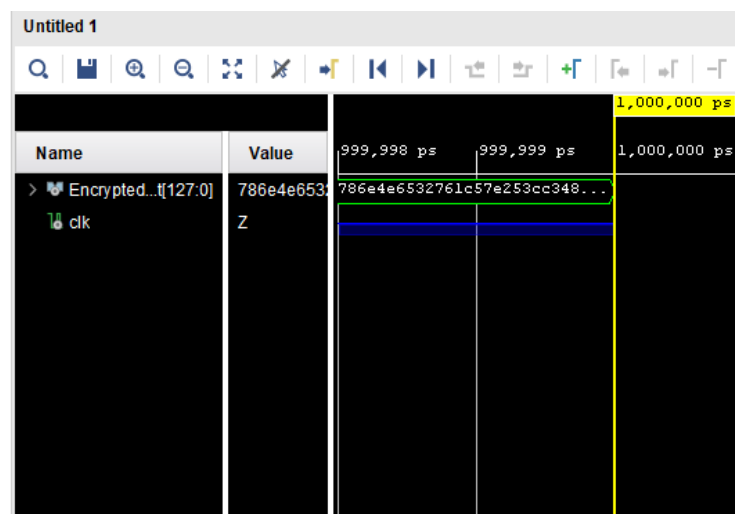 Untitled 1
1,000,000 ps
Name Value 999,998 ps 999,999 ps 1,000,000 ps
Encrypted...t[127:0] 786e4e653 786e4e6532761c57e253cc348...
clk Z